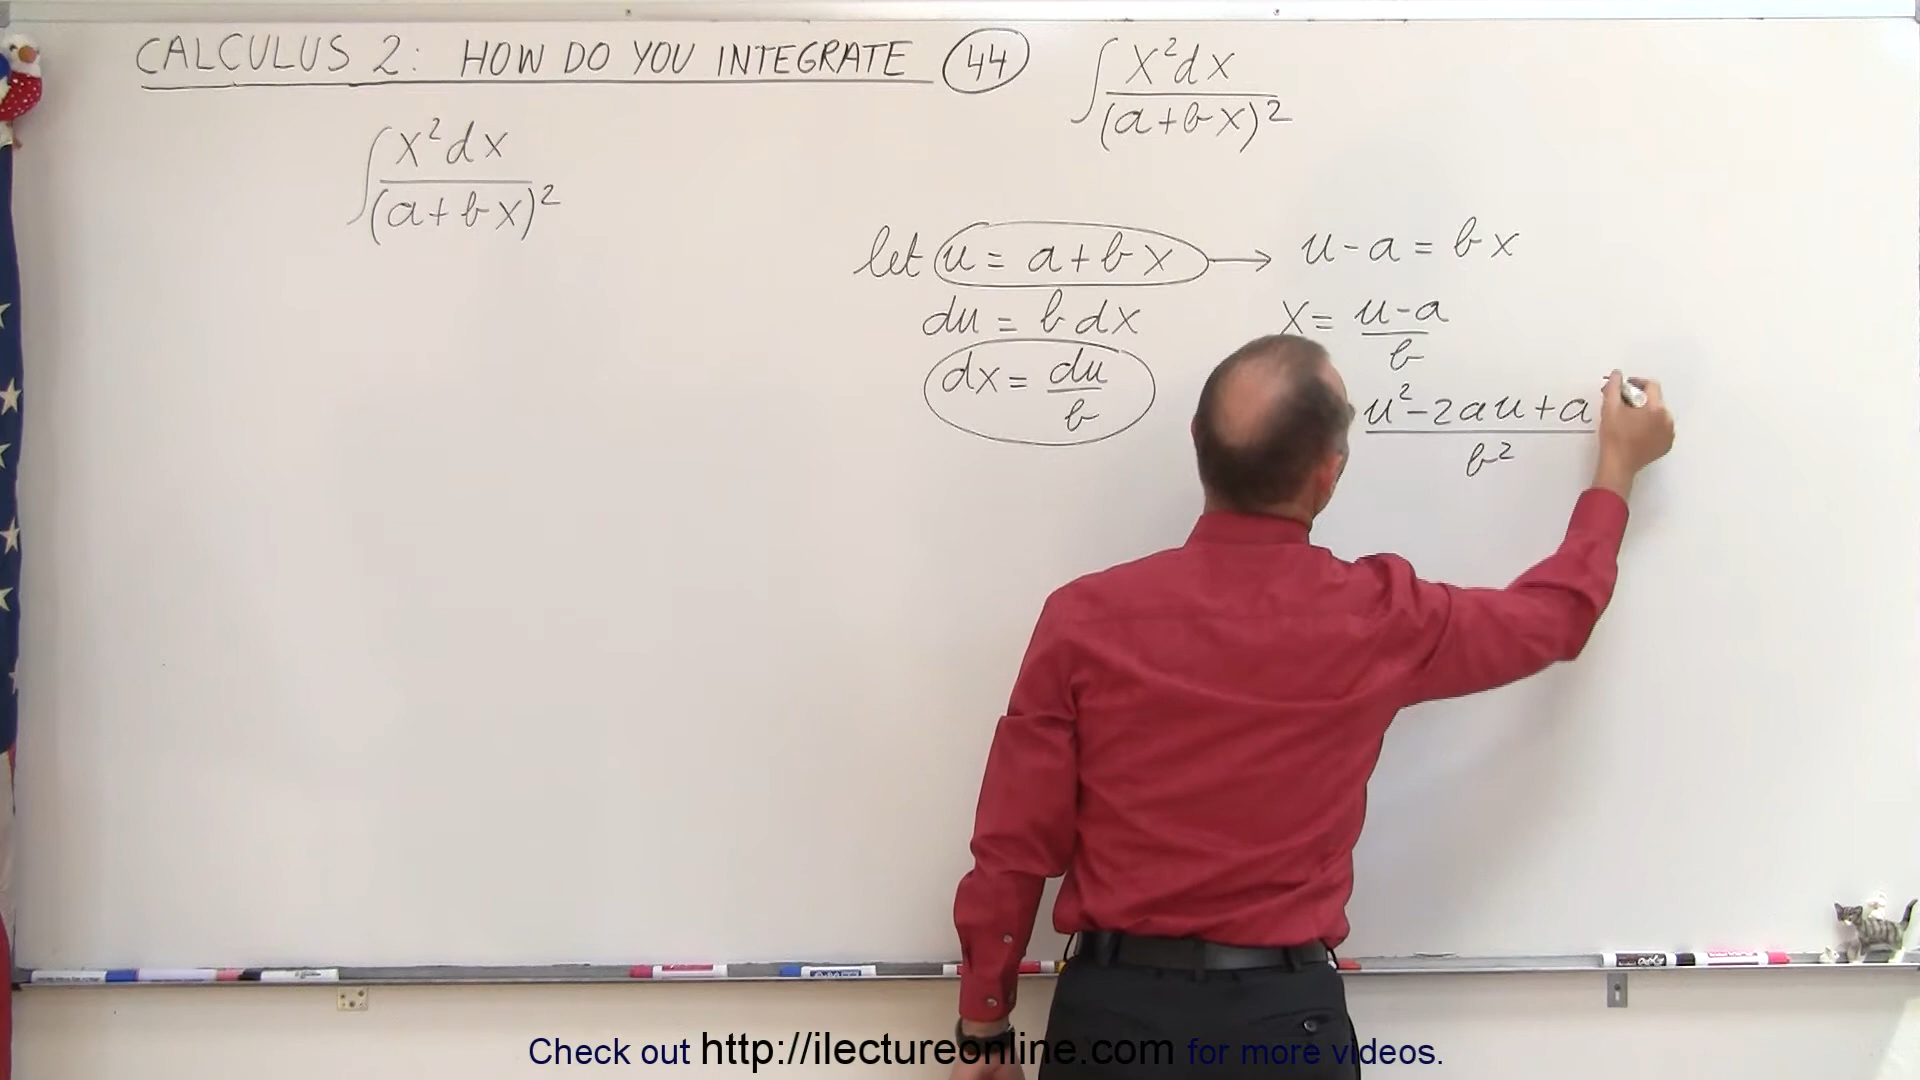 CALCULUS 2: HOW DO YOU INTEGRATE 44 ∫ x²dx / (a+bx)²
∫ x²dx / (a+bx)²
let u = a+bx → u-a = bx
du = b dx
x = u-a / b
dx = du / b
u²-2au+a / b²
Check out http://ilectureonline.com for more videos.